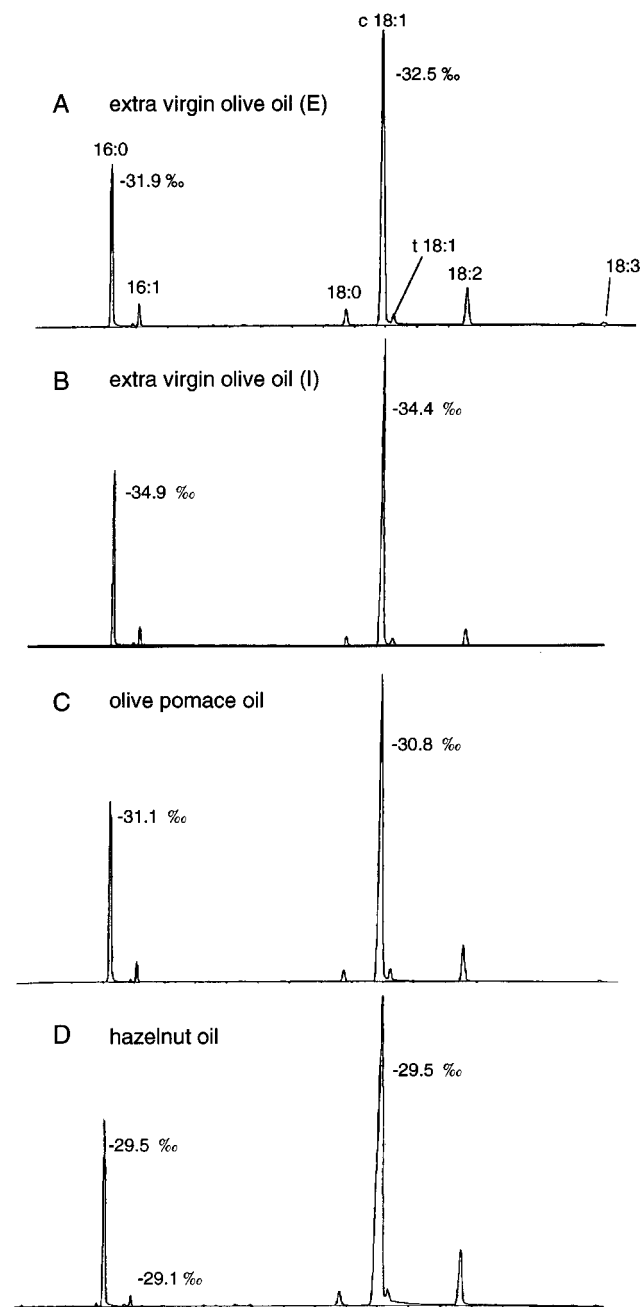 c 18:1
-32.5 ‰
A extra virgin olive oil (E)
16:0
-31.9 ‰
t 18:1
18:3
16:1
18:0
18:2
B extra virgin olive oil (I)
-34.4 ‰
-34.9 ‰
C olive pomace oil
-30.8 ‰
-31.1 ‰
D hazelnut oil
-29.5 ‰
-29.5 ‰
-29.1 ‰